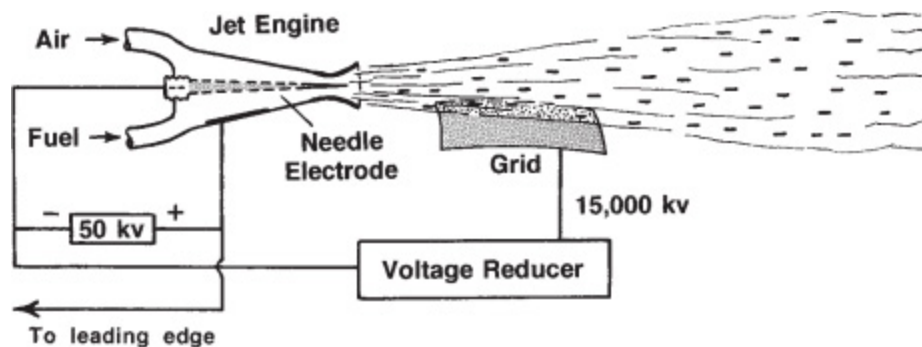 Jet Engine
Air
Fuel
Needle
Electrode
Grid
15,000 kv
− 50 kv +
Voltage Reducer
To leading edge